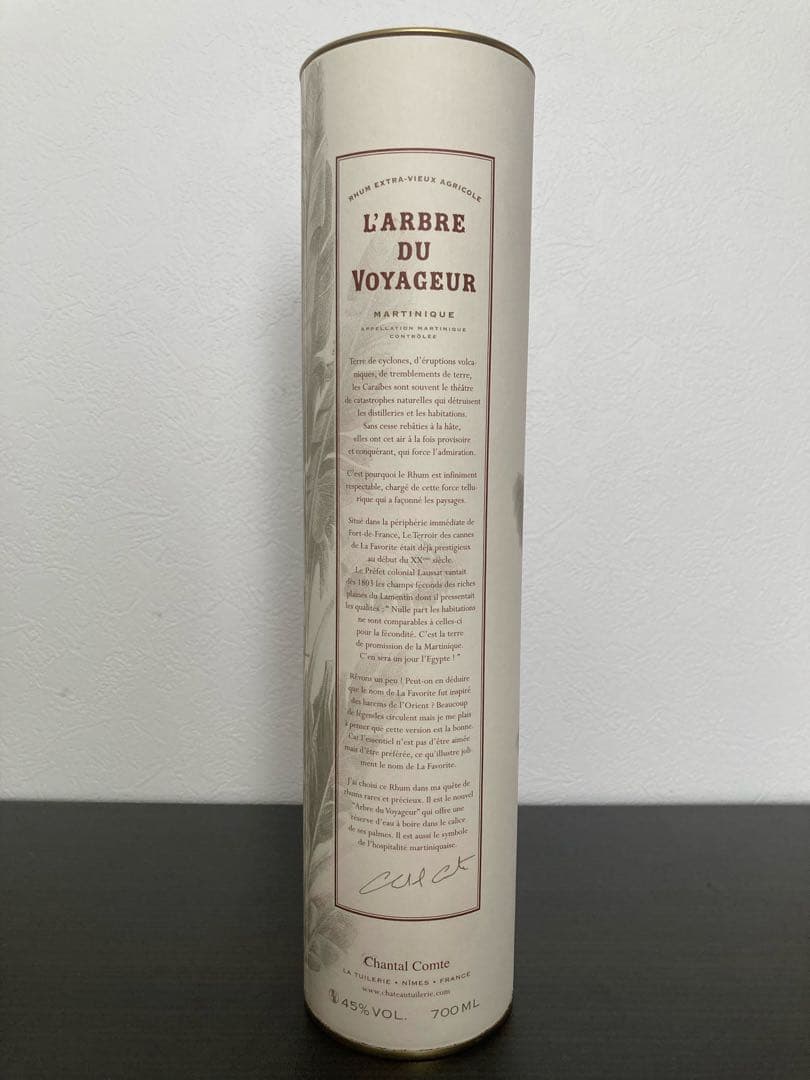 RHUM EXTRA-VIEUX AGRICOLE
L'ARBRE
DU
VOYAGEUR
MARTINIQUE
APPELLATION MARTINIQUE
CONTRÔLÉE
Terre de cyclones, d'éruptions volca-
niques, de tremblements de terre,
les Caraïbes sont souvent le théâtre
de catastrophes naturelles qui détruisent
les distilleries et les habitations.
Sans cesse rebâties à la hâte,
elles ont cet air à la fois provisoire
et conquérant, qui force l'admiration.
C'est pourquoi le Rhum est infiniment
respectable, chargé de cette force tellu-
rique qui a façonné les paysages.
Situé dans la périphérie immédiate de
Fort-de-France, Le Terroir des cannes
de La Favorite était déjà prestigieux
au début du XXème siècle.
Le Préfet colonial Laussat vantait
dès 1803 les champs féconds des riches
plaines du Lamentin dont il pressentait
les qualités : " Nulle part les habitations
ne sont comparables à celles-ci
pour la fécondité. C'est la terre
de promission de la Martinique.
C'en sera un jour l'Egypte ! "
Rêvons un peu ! Peut-on en déduire
que le nom de La Favorite fut inspiré
des harems de l'Orient ? Beaucoup
de légendes circulent mais je me plais
à penser que cette version est la bonne.
Car l'essentiel n'est pas d'être aimée
mais d'être préférée, ce qu'illustre joli-
ment le nom de La Favorite.
J'ai choisi ce Rhum dans ma quête de
rhums rares et précieux. Il est le nouvel
"Arbre du Voyageur" qui offre une
réserve d'eau à boire dans le calice
de ses palmes. Il est aussi le symbole
de l'hospitalité martiniquaise.
Chantal Comte
LA TUILERIE • NÎMES • FRANCE
www.chateautuilerie.com
45% VOL. 700 ML